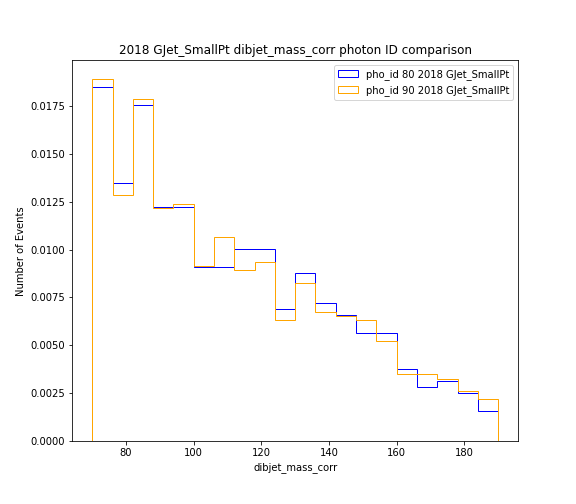 2018 GJet_SmallPt dibjet_mass_corr photon ID comparison
pho_id 80 2018 GJet_SmallPt
pho_id 90 2018 GJet_SmallPt
Number of Events
0.0175
0.0150
0.0125
0.0100
0.0075
0.0050
0.0025
0.0000
80 100 120 140 160 180
dibjet_mass_corr